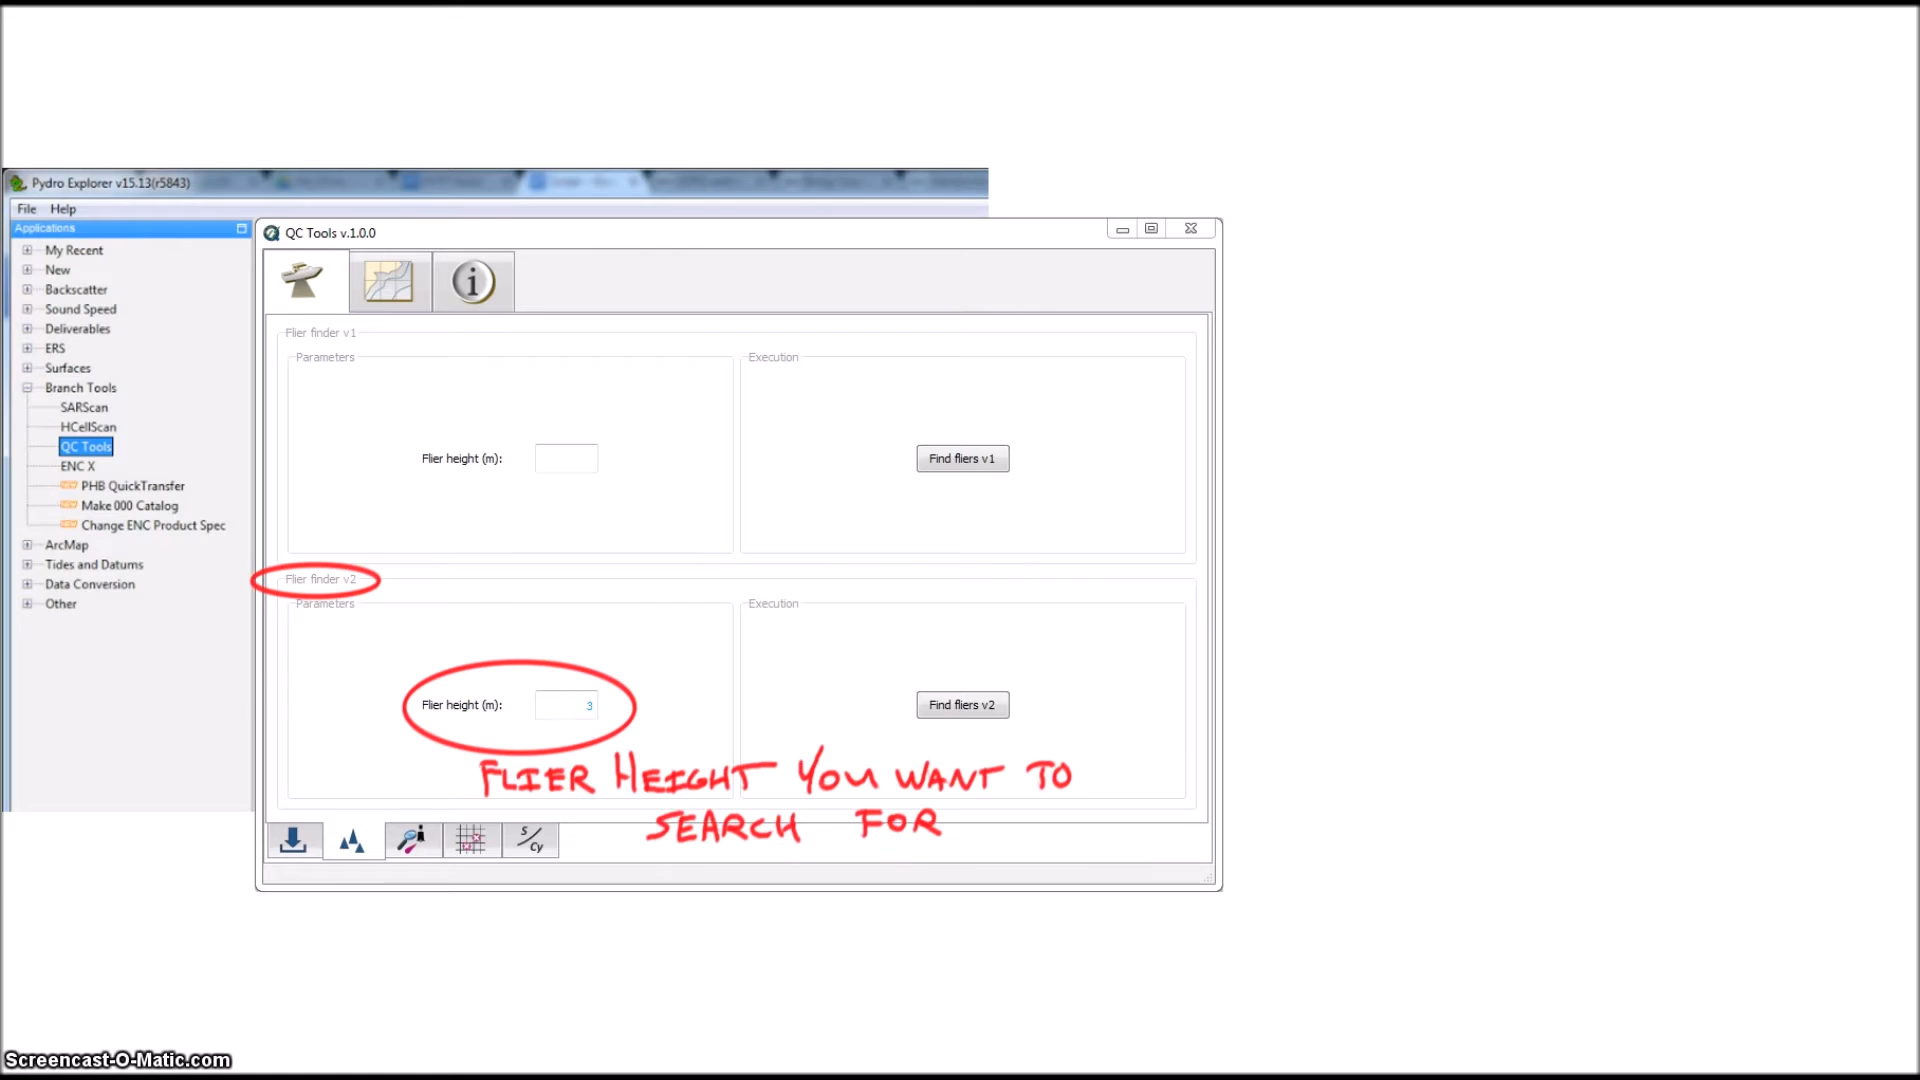 Pydro Explorer v15.13(r5843)
File Help
Applications
My Recent
New
Backscatter
Sound Speed
Deliverables
ERS
Surfaces
Branch Tools
SARScan
HCellScan
QC Tools
ENC X
PHB QuickTransfer
Make 000 Catalog
Change ENC Product Spec
ArcMap
Tides and Datums
Data Conversion
Other
QC Tools v.1.0.0
i
Flier finder v1
Parameters
Flier height (m):
Execution
Find fliers v1
Flier finder v2
Parameters
Flier height (m): 3
Execution
Find fliers v2
FLIER HEIGHT YOU WANT TO
SEARCH FOR
S/Cy
Screencast-O-Matic.com